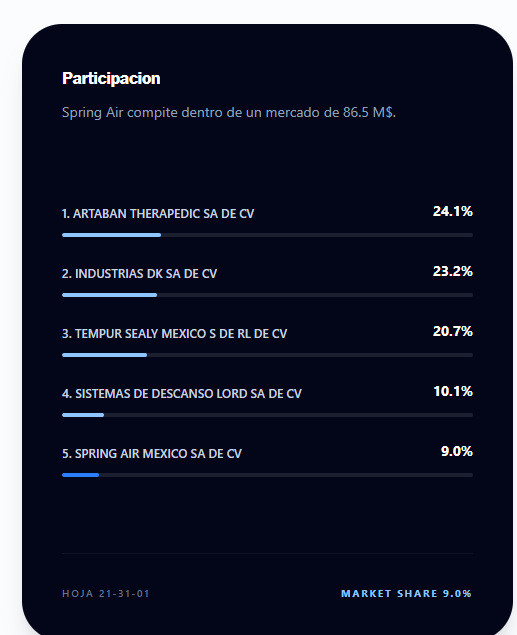 Participacion
Spring Air compite dentro de un mercado de 86.5 M$.
1. ARTABAN THERAPEDIC SA DE CV 24.1%
2. INDUSTRIAS DK SA DE CV 23.2%
3. TEMPUR SEALY MEXICO S DE RL DE CV 20.7%
4. SISTEMAS DE DESCANSO LORD SA DE CV 10.1%
5. SPRING AIR MEXICO SA DE CV 9.0%
HOJA 21-31-01 MARKET SHARE 9.0%